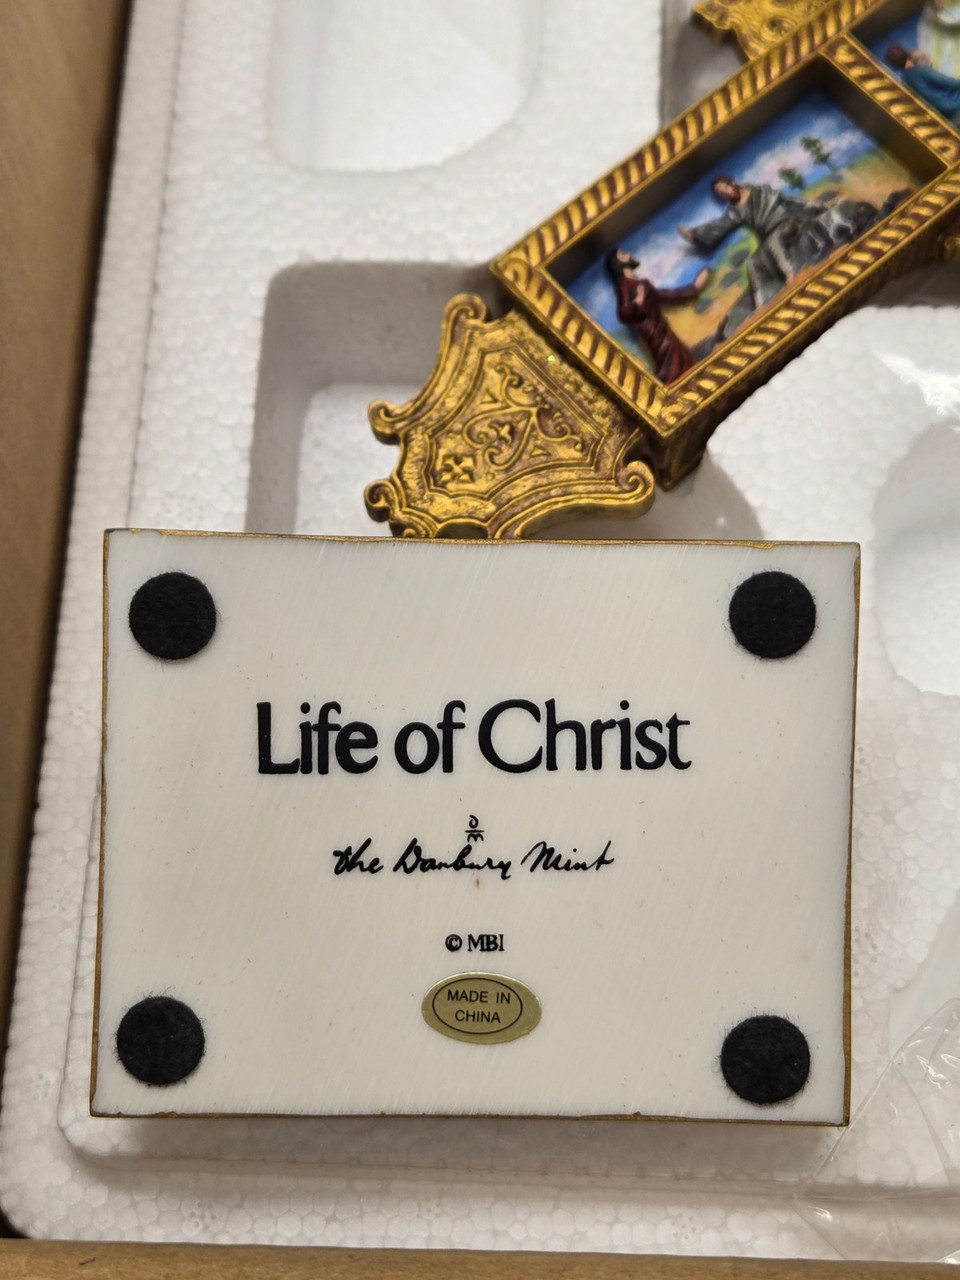 Life of Christ
D
M
the Danbury Mint
© MBI
MADE IN
CHINA